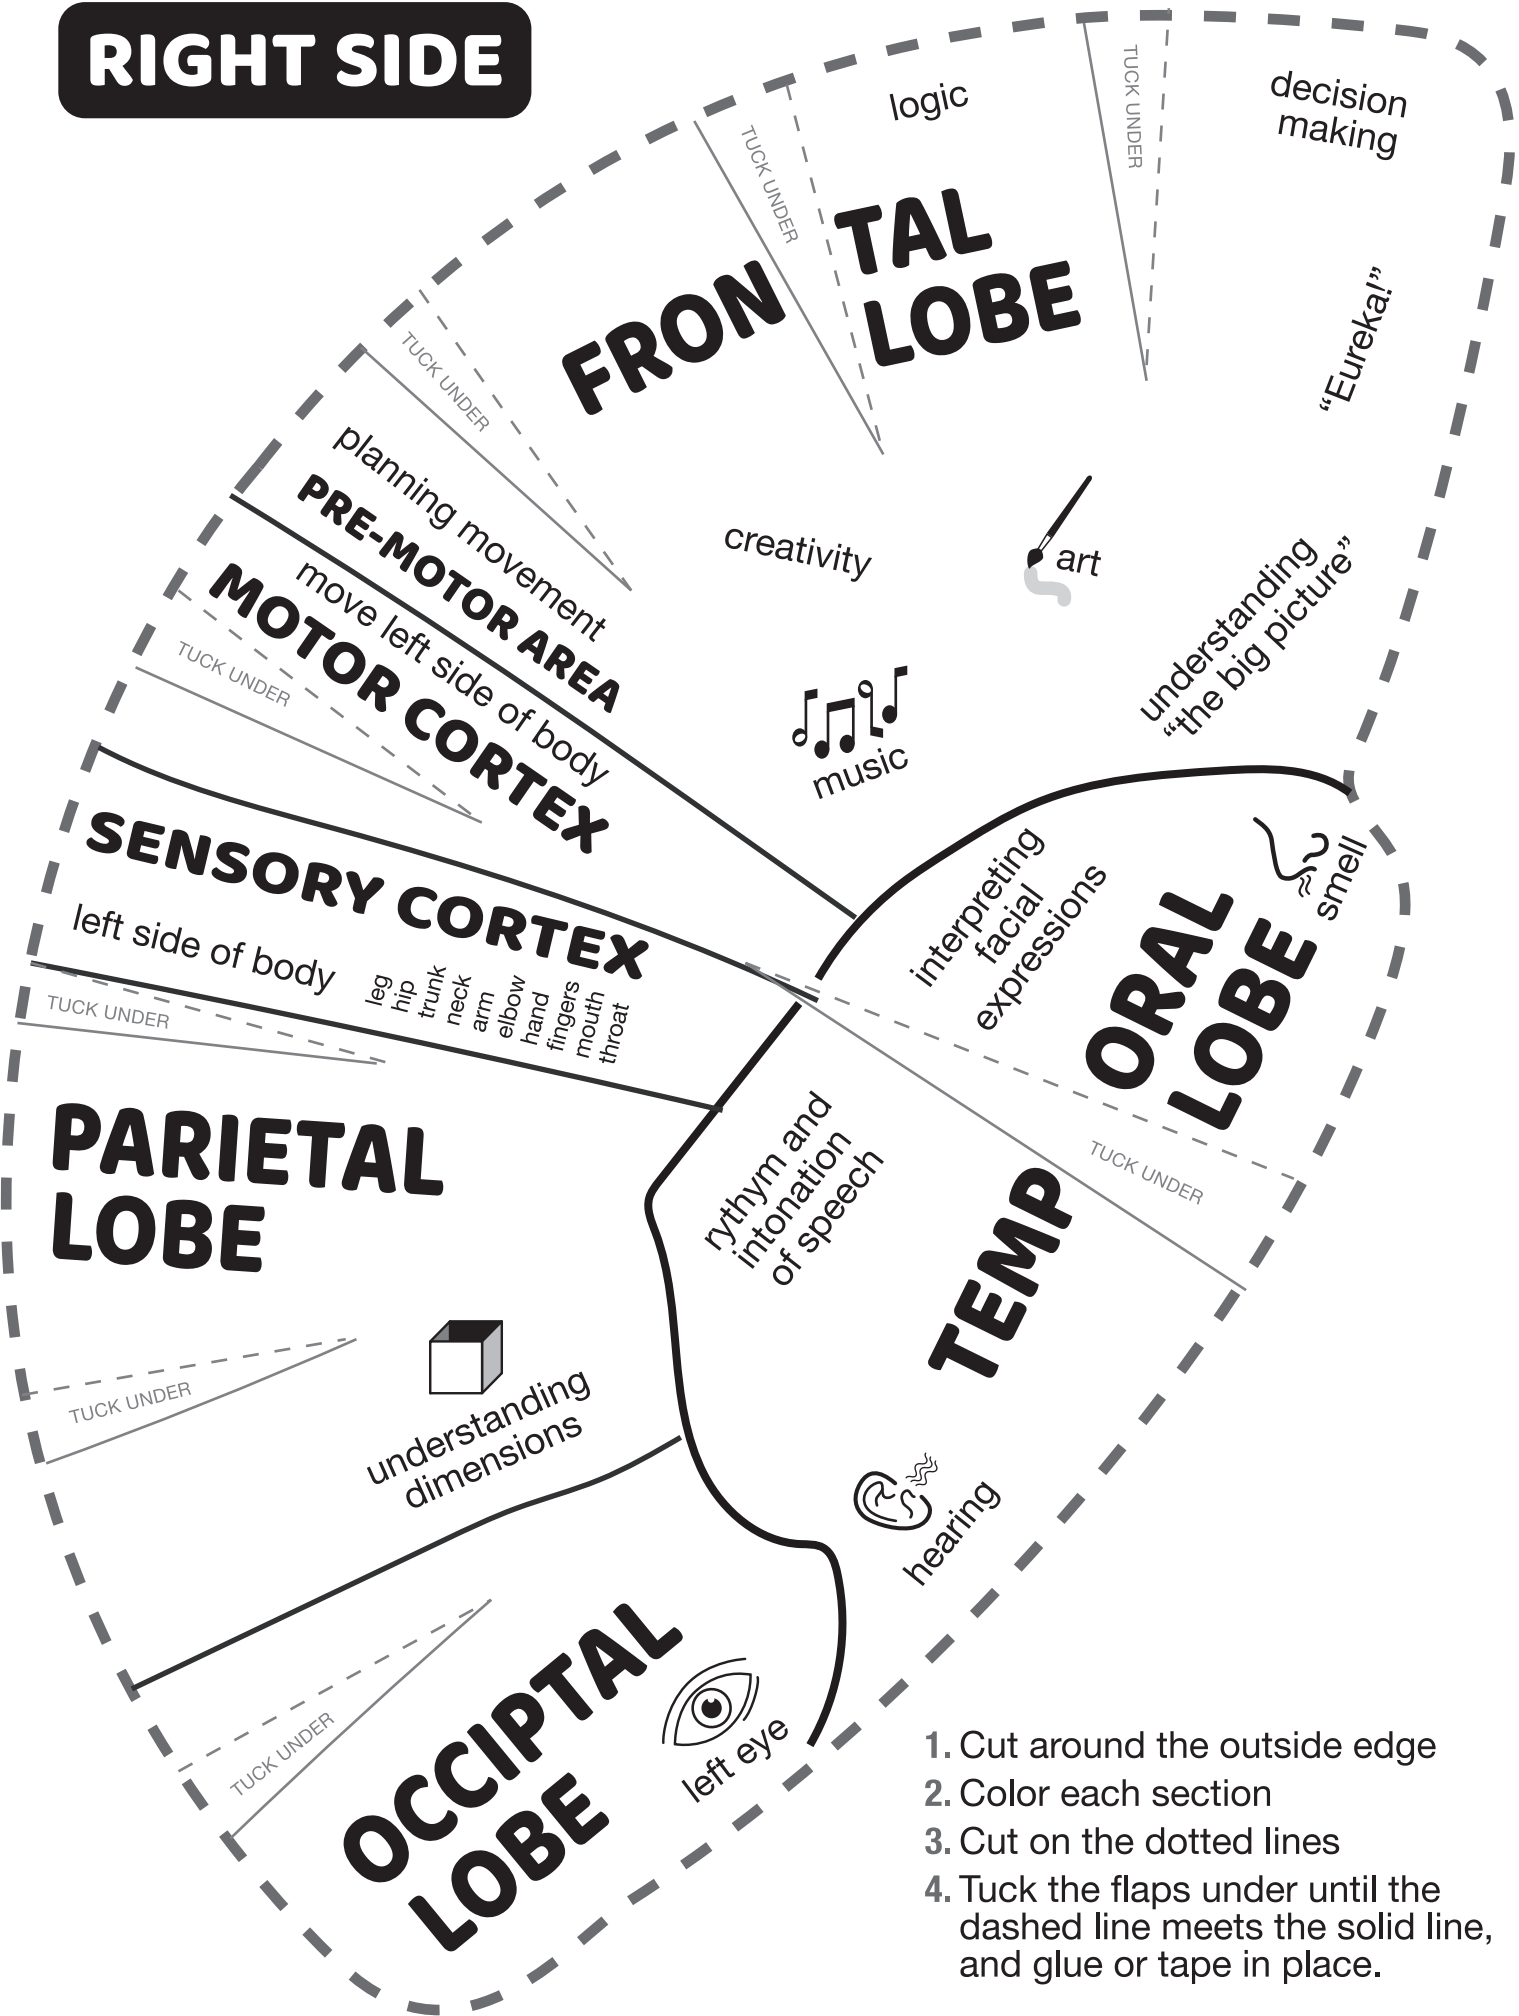 RIGHT SIDE
logic
TUCK UNDER
decision
making
TUCK UNDER
FRON
TAL
LOBE
"Eureka!"
TUCK UNDER
planning movement
PRE-MOTOR AREA
move left side of body
MOTOR CORTEX
TUCK UNDER
creativity
art
understanding
"the big picture"
music
SENSORY CORTEX
left side of body
leg
hip
trunk
neck
arm
elbow
hand
fingers
mouth
throat
TUCK UNDER
interpreting
facial
expressions
smell
ORAL
LOBE
TUCK UNDER
TEMP
rythym and
intonation
of speech
PARIETAL
LOBE
TUCK UNDER
understanding
dimensions
hearing
OCCIPTAL
LOBE
TUCK UNDER
left eye
1. Cut around the outside edge
2. Color each section
3. Cut on the dotted lines
4. Tuck the flaps under until the
dashed line meets the solid line,
and glue or tape in place.